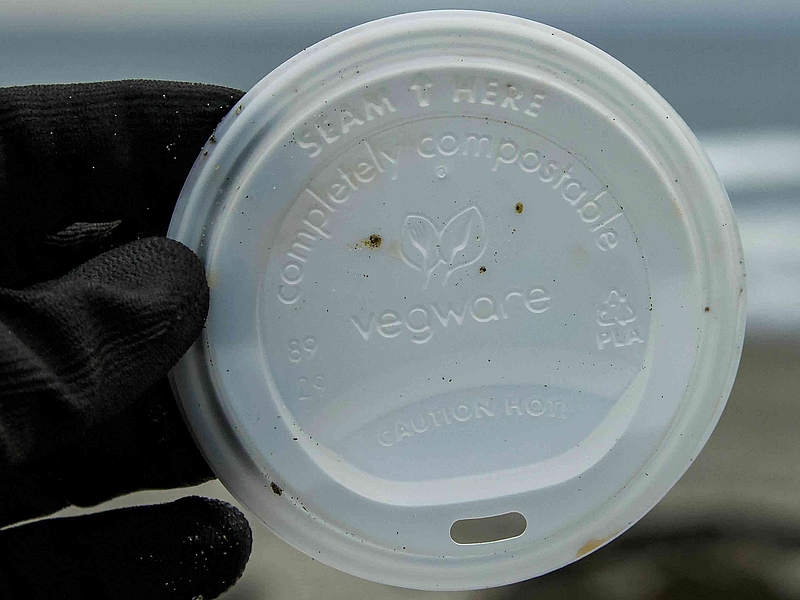 SEAM ↑ HERE
completely compostable
vegware
PLA
89
29
CAUTION HOT!